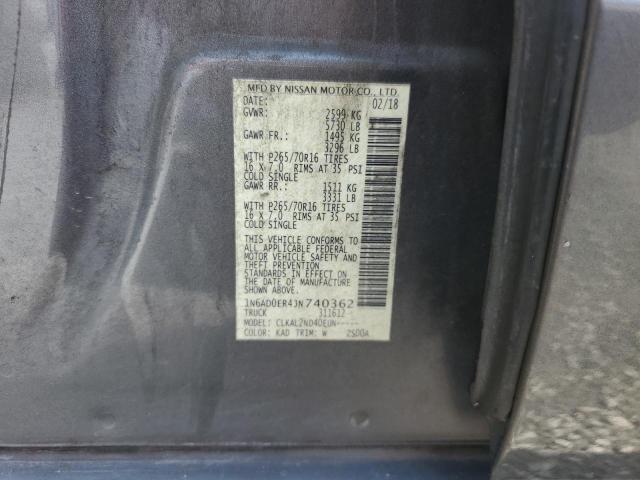 MFD BY NISSAN MOTOR CO., LTD.
DATE: 02/18
GVWR: 2599 KG
5730 LB
GAWR FR.: 1495 KG
3296 LB
WITH P265/70R16 TIRES
16 X 7.0 RIMS AT 35 PSI
COLD SINGLE
GAWR RR.: 1511 KG
3331 LB
WITH P265/70R16 TIRES
16 X 7.0 RIMS AT 35 PSI
COLD SINGLE
THIS VEHICLE CONFORMS TO
ALL APPLICABLE FEDERAL
MOTOR VEHICLE SAFETY AND
THEFT PREVENTION
STANDARDS IN EFFECT ON
THE DATE OF MANUFACTURE
SHOWN ABOVE
1N6AD0ER4JN740362
TRUCK 311612
MODEL: CLKAL2ND4DEUN-----
COLOR: KAD TRIM: W 25DDA